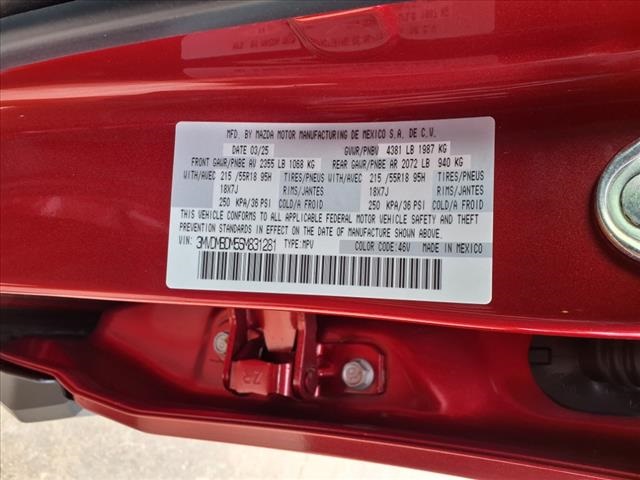 MFD. BY MAZDA MOTOR MANUFACTURING DE MEXICO S.A. DE C.V.
DATE 03/25 GVWR/PNBV 4381 LB 1987 KG
FRONT GAWR/PNBE AV 2355 LB 1068 KG REAR GAWR/PNBE AR 2072 LB 940 KG
WITH/AVEC 215/55R18 95H TIRES/PNEUS WITH/AVEC 215/55R18 95H TIRES/PNEUS
18X7J RIMS/JANTES 18X7J RIMS/JANTES
250 KPA/36 PSI COLD/A FROID 250 KPA/36 PSI COLD/A FROID
THIS VEHICLE CONFORMS TO ALL APPLICABLE FEDERAL MOTOR VEHICLE SAFETY AND THEFT
PREVENTION STANDARDS IN EFFECT ON THE DATE OF MANUFACTURE SHOWN ABOVE.
VIN: 3MVDMBDM5SM831281 TYPE:MPV COLOR CODE:46V MADE IN MEXICO